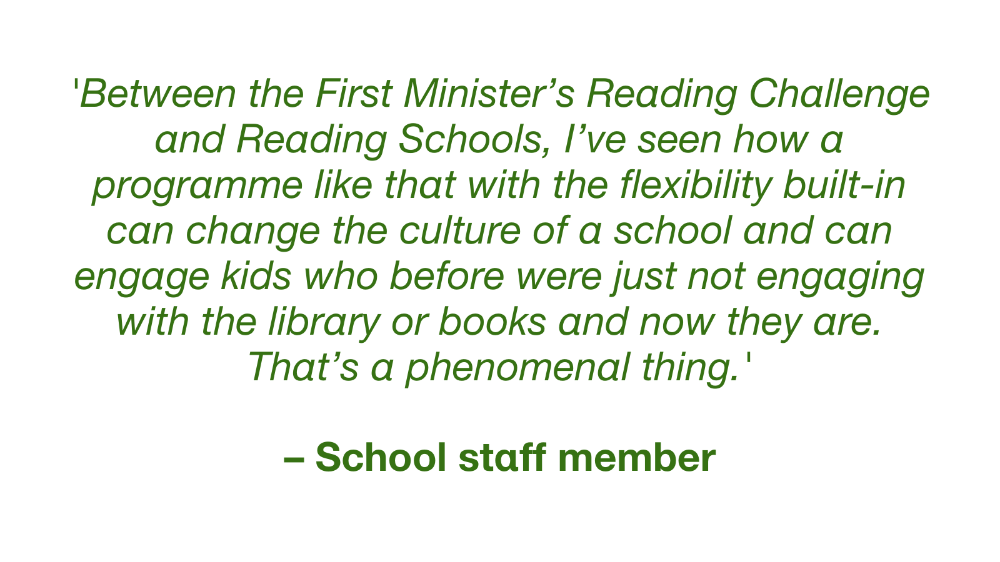 'Between the First Minister’s Reading Challenge
and Reading Schools, I’ve seen how a
programme like that with the flexibility built-in
can change the culture of a school and can
engage kids who before were just not engaging
with the library or books and now they are.
That’s a phenomenal thing.'
– School staff member